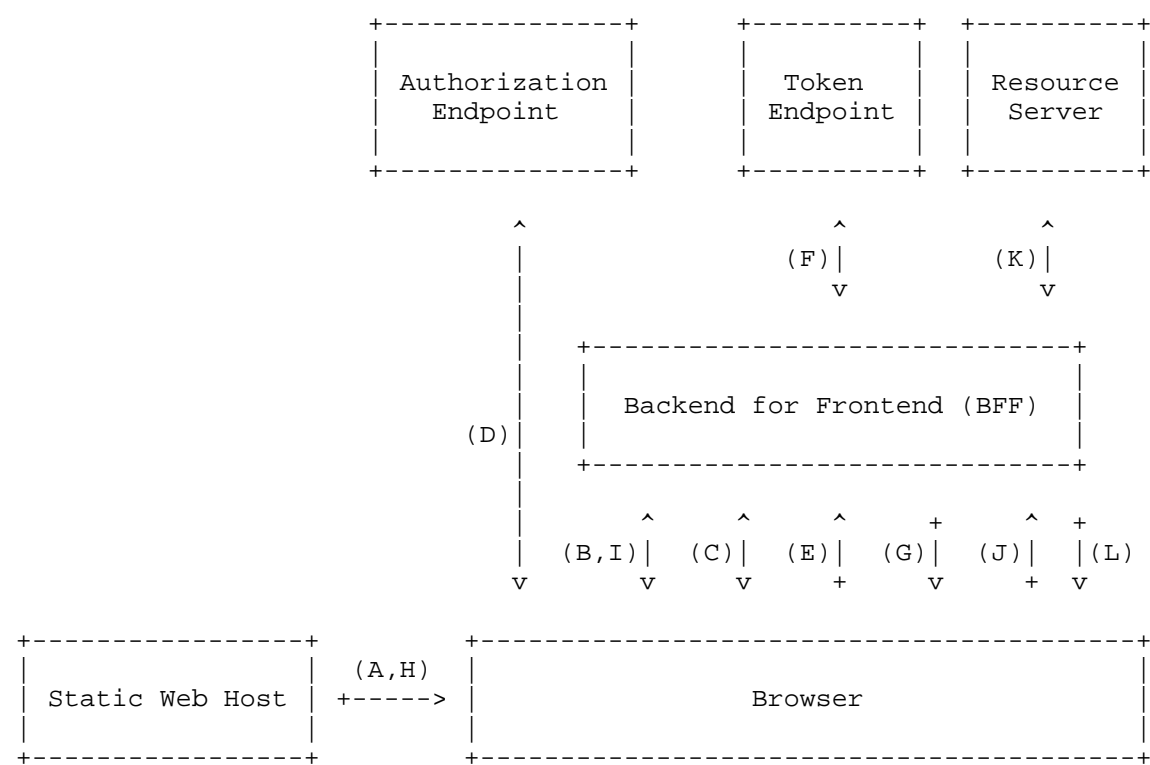 Authorization Token Resource
Endpoint Endpoint Server
(F) (K)
Backend for Frontend (BFF)
(D)
(B,I) (C) (E) (G) (J) (L)
(A,H)
Static Web Host Browser